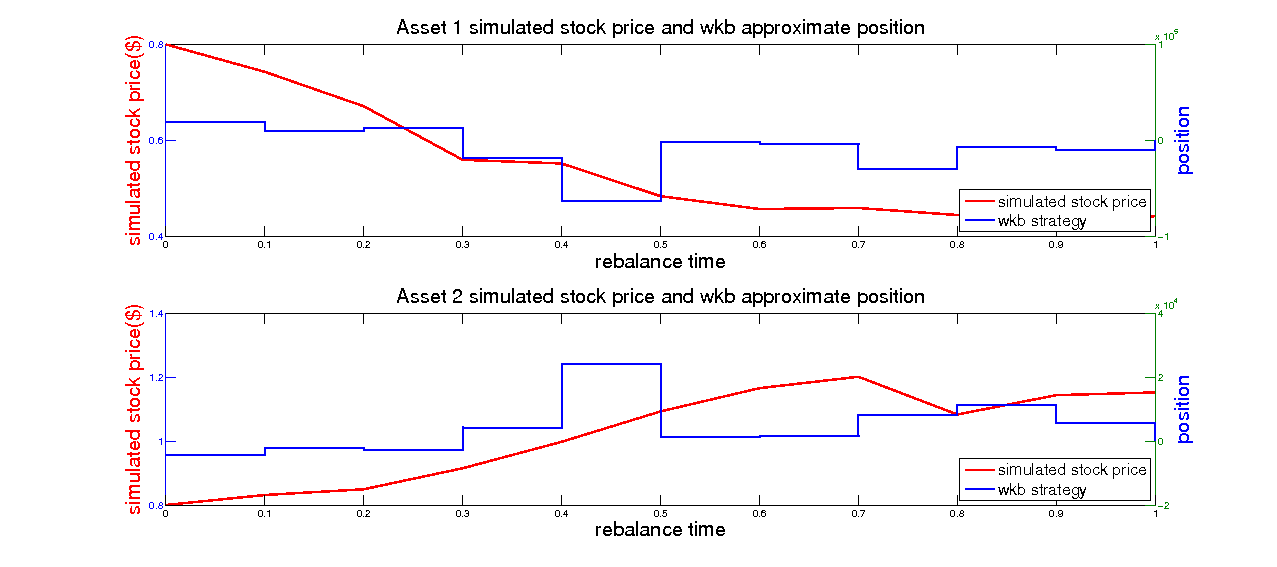 Asset 1 simulated stock price and wkb approximate position
x 10^5
0.8 1
simulated stock price($)
0.6 0
position
simulated stock price
wkb strategy
0.4 -1
0 0.1 0.2 0.3 0.4 0.5 0.6 0.7 0.8 0.9 1
rebalance time
Asset 2 simulated stock price and wkb approximate position
x 10^4
1.4 4
simulated stock price($)
1.2 2
position
1 0
simulated stock price
wkb strategy
0.8 -2
0 0.1 0.2 0.3 0.4 0.5 0.6 0.7 0.8 0.9 1
rebalance time